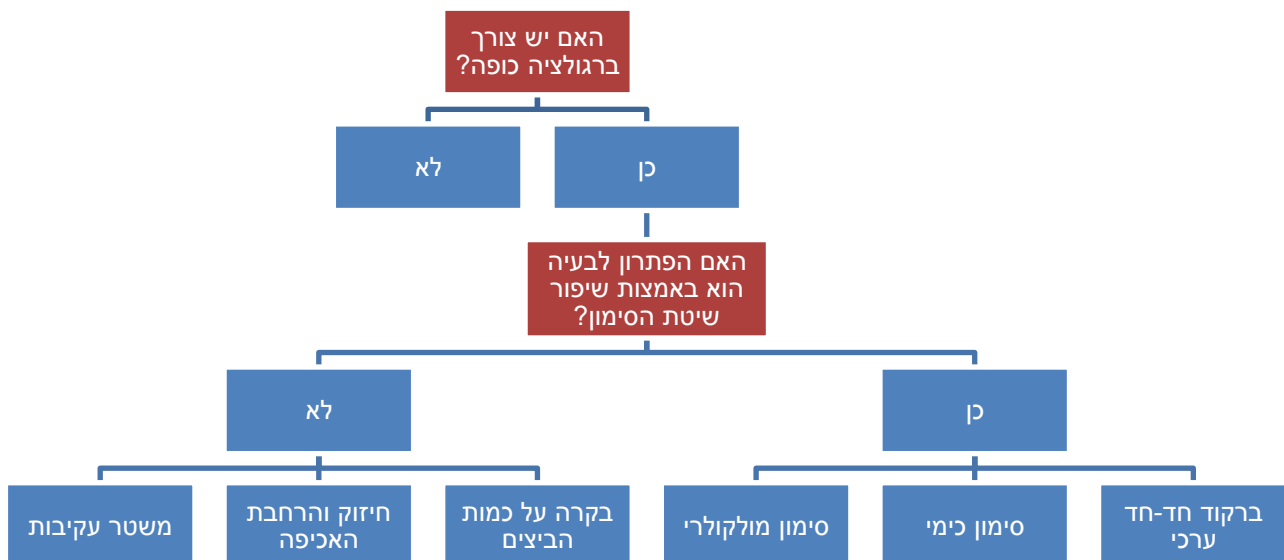 האם יש צורך
ברגולציה כופה?
כן
לא
האם הפתרון לבעיה
הוא באמצות שיפור
שיטת הסימון?
כן
לא
ברקוד חד-חד
ערכי
סימון כימי
סימון מולקולרי
בקרה על כמות
הביצים
חיזוק והרחבת
האכיפה
משטר עקיבות